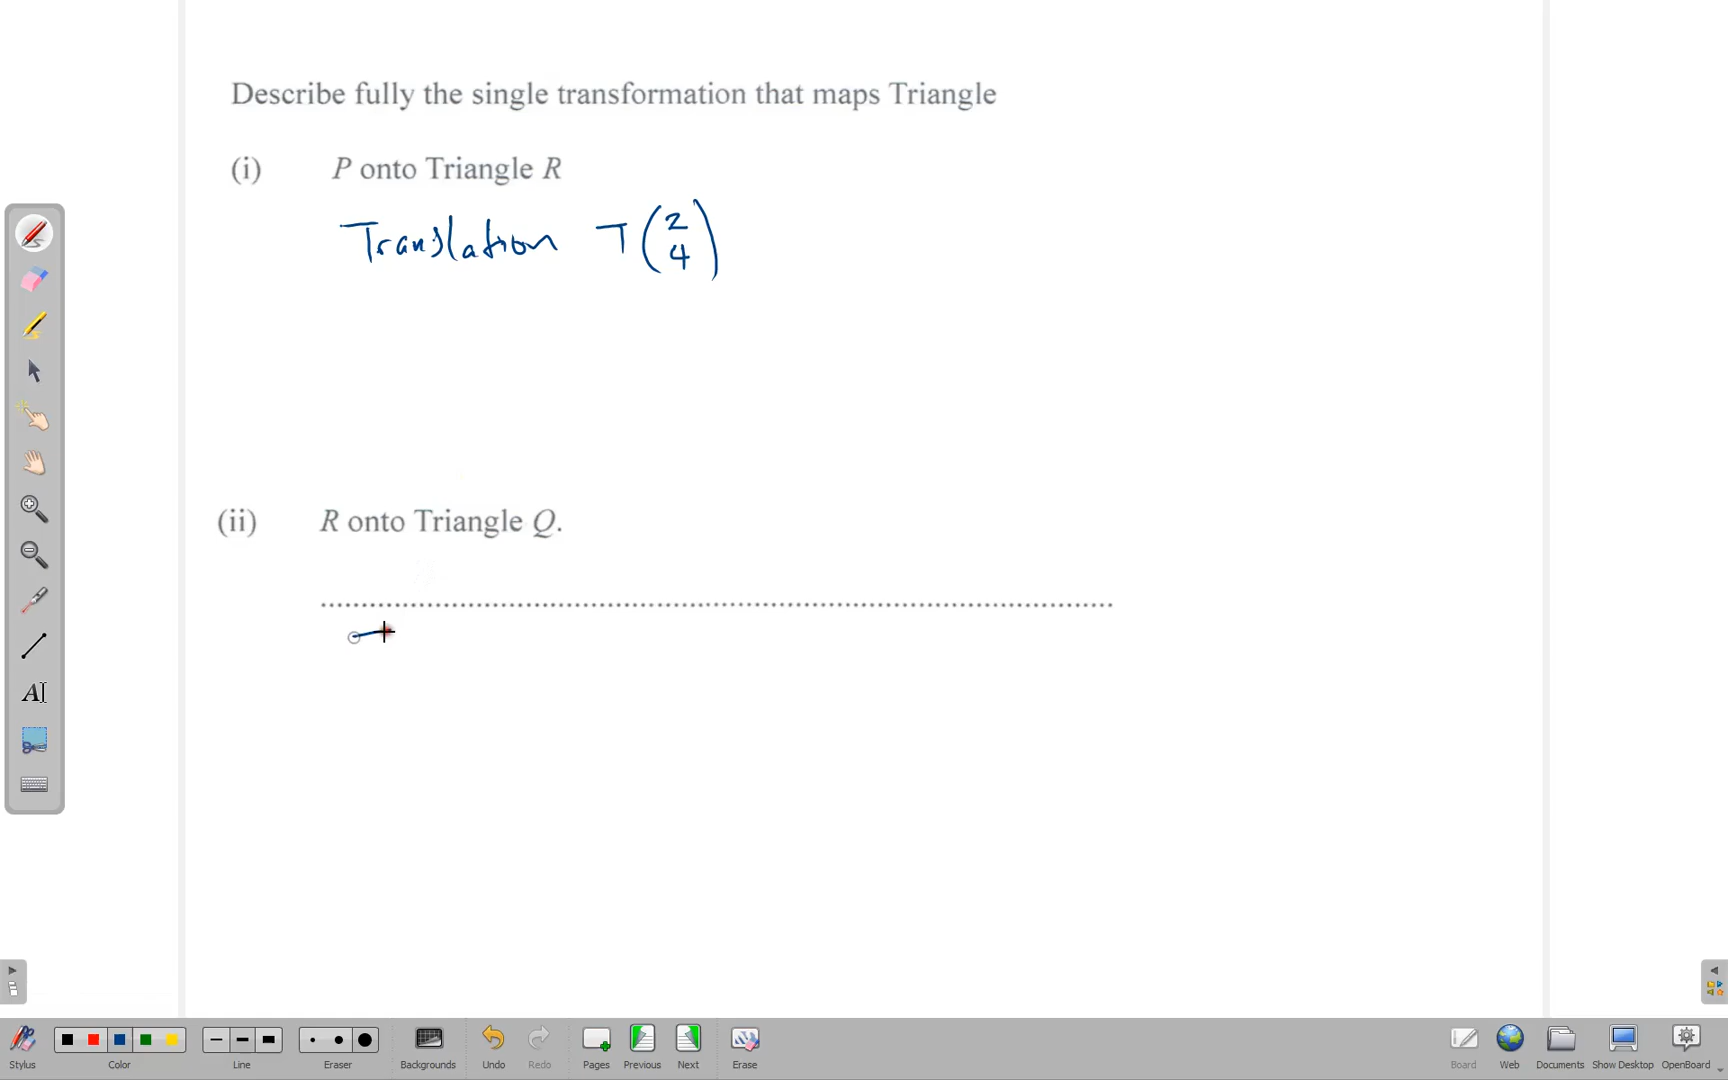 Describe fully the single transformation that maps Triangle
(i) P onto Triangle R
Translation T(2 4)
(ii) R onto Triangle Q.
................................................................................................
A
Stylus
Color
Line
Eraser
Backgrounds
Undo
Redo
Pages
Previous
Next
Erase
Board
Web
Documents
Show Desktop
OpenBoard